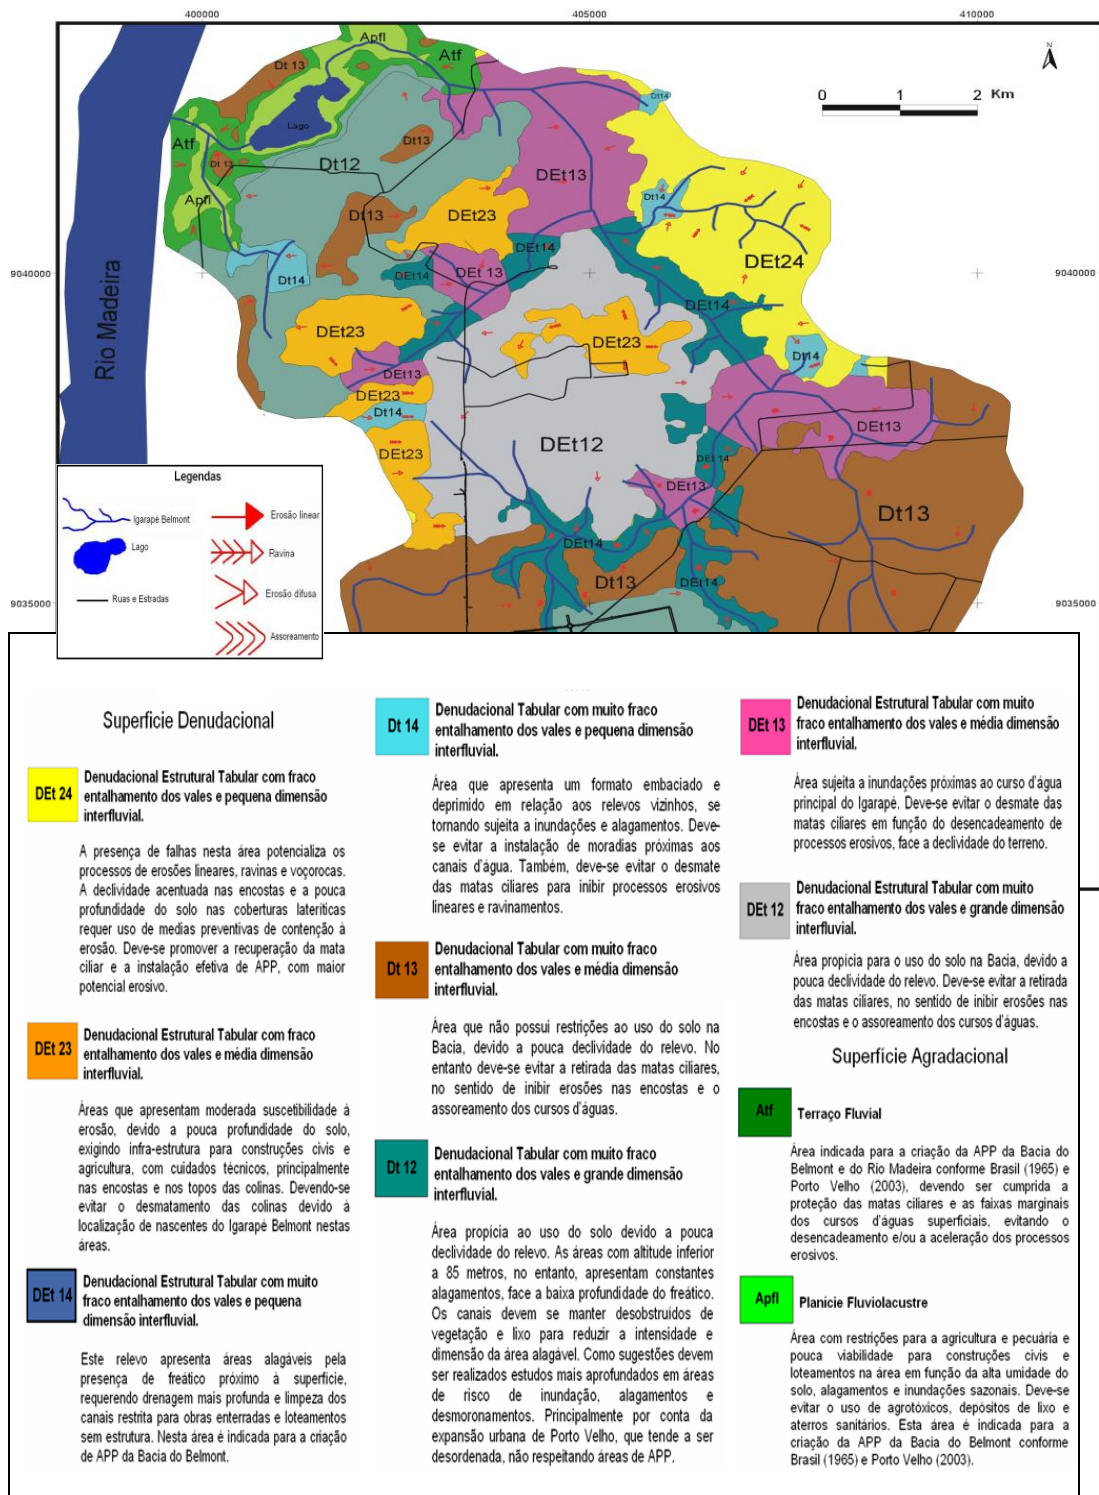 400000
405000
410000
N
0 1 2 Km
Apfl
Dt 13
Atf
Lago
Atf
Dt 13
Dt12
Dt13
Apfl
Dt13
DEt13
Dt14
DEt23
Dt14
DEt14
DEt 13
DEt14
Dt14
DEt24
9040000
9040000
Rio Madeira
DEt14
DEt23
DEt23
Dt14
DEt13
DEt23
Dt14
DEt23
DEt12
DEt13
DEt 14
DEt13
Dt13
DEt14
Dt13
DEt14
9035000
9035000
Legendas
Igarapé Belmont
Lago
Ruas e Estradas
Erosão linear
Ravina
Erosão difusa
Assoreamento
Superfície Denudacional
DEt 24
Denudacional Estrutural Tabular com fraco
entalhamento dos vales e pequena dimensão
interfluvial.
A presença de falhas nesta área potencializa os
processos de erosões lineares, ravinas e voçorocas.
A declividade acentuada nas encostas e a pouca
profundidade do solo nas coberturas lateríticas
requer uso de medias preventivas de contenção à
erosão. Deve-se promover a recuperação da mata
ciliar e a instalação efetiva de APP, com maior
potencial erosivo.
DEt 23
Denudacional Estrutural Tabular com fraco
entalhamento dos vales e média dimensão
interfluvial.
Áreas que apresentam moderada suscetibilidade à
erosão, devido a pouca profundidade do solo,
exigindo infra-estrutura para construções civis e
agricultura, com cuidados técnicos, principalmente
nas encostas e nos topos das colinas. Devendo-se
evitar o desmatamento das colinas devido à
localização de nascentes do Igarapé Belmont nestas
áreas.
DEt 14
Denudacional Estrutural Tabular com muito
fraco entalhamento dos vales e pequena
dimensão interfluvial.
Este relevo apresenta áreas alagáveis pela
presença de freático próximo à superfície,
requerendo drenagem mais profunda e limpeza dos
canais restrita para obras enterradas e loteamentos
sem estrutura. Nesta área é indicada para a criação
de APP da Bacia do Belmont.
Dt 14
Denudacional Tabular com muito fraco
entalhamento dos vales e pequena dimensão
interfluvial.
Área que apresenta um formato embaciado e
deprimido em relação aos relevos vizinhos, se
tornando sujeita a inundações e alagamentos. Deve-
se evitar a instalação de moradias próximas aos
canais d'água. Também, deve-se evitar o desmate
das matas ciliares para inibir processos erosivos
lineares e ravinamentos.
Dt 13
Denudacional Tabular com muito fraco
entalhamento dos vales e média dimensão
interfluvial.
Área que não possui restrições ao uso do solo na
Bacia, devido a pouca declividade do relevo. No
entanto deve-se evitar a retirada das matas ciliares,
no sentido de inibir erosões nas encostas e o
assoreamento dos cursos d'águas.
Dt 12
Denudacional Tabular com muito fraco
entalhamento dos vales e grande dimensão
interfluvial.
Área propícia ao uso do solo devido a pouca
declividade do relevo. As áreas com altitude inferior
a 85 metros, no entanto, apresentam constantes
alagamentos, face a baixa profundidade do freático.
Os canais devem se manter desobstruídos de
vegetação e lixo para reduzir a intensidade e
dimensão da área alagável. Como sugestões devem
ser realizados estudos mais aprofundados em áreas
de risco de inundação, alagamentos e
desmoronamentos. Principalmente por conta da
expansão urbana de Porto Velho, que tende a ser
desordenada, não respeitando áreas de APP.
DEt 13
Denudacional Estrutural Tabular com muito
fraco entalhamento dos vales e média dimensão
interfluvial.
Área sujeita a inundações próximas ao curso d'água
principal do Igarapé. Deve-se evitar o desmate das
matas ciliares em função do desencadeamento de
processos erosivos, face a declividade do terreno.
DEt 12
Denudacional Estrutural Tabular com muito
fraco entalhamento dos vales e grande dimensão
interfluvial.
Área propícia para o uso do solo na Bacia, devido a
pouca declividade do relevo. Deve-se evitar a retirada
das matas ciliares, no sentido de inibir erosões nas
encostas e o assoreamento dos cursos d'águas.
Superfície Agradacional
Atf
Terraço Fluvial
Área indicada para a criação da APP da Bacia do
Belmont e do Rio Madeira conforme Brasil (1965) e
Porto Velho (2003), devendo ser cumprida a
proteção das matas ciliares e as faixas marginais
dos cursos d'águas superficiais, evitando o
desencadeamento e/ou a aceleração dos processos
erosivos.
Apfl
Planície Fluviolacustre
Área com restrições para a agricultura e pecuária e
pouca viabilidade para construções civis e
loteamentos na área em função da alta umidade do
solo, alagamentos e inundações sazonais. Deve-se
evitar o uso de agrotóxicos, depósitos de lixo e
aterros sanitários. Esta área é indicada para a
criação da APP da Bacia do Belmont conforme
Brasil (1965) e Porto Velho (2003).